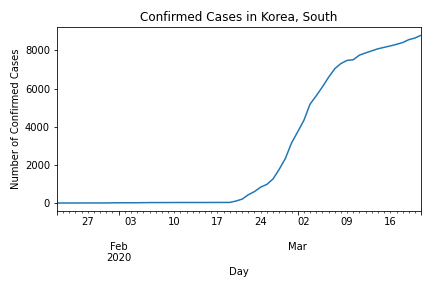 Confirmed Cases in Korea, South
Number of Confirmed Cases
8000
6000
4000
2000
0
27 03 10 17 24 02 09 16
Feb Mar
2020
Day